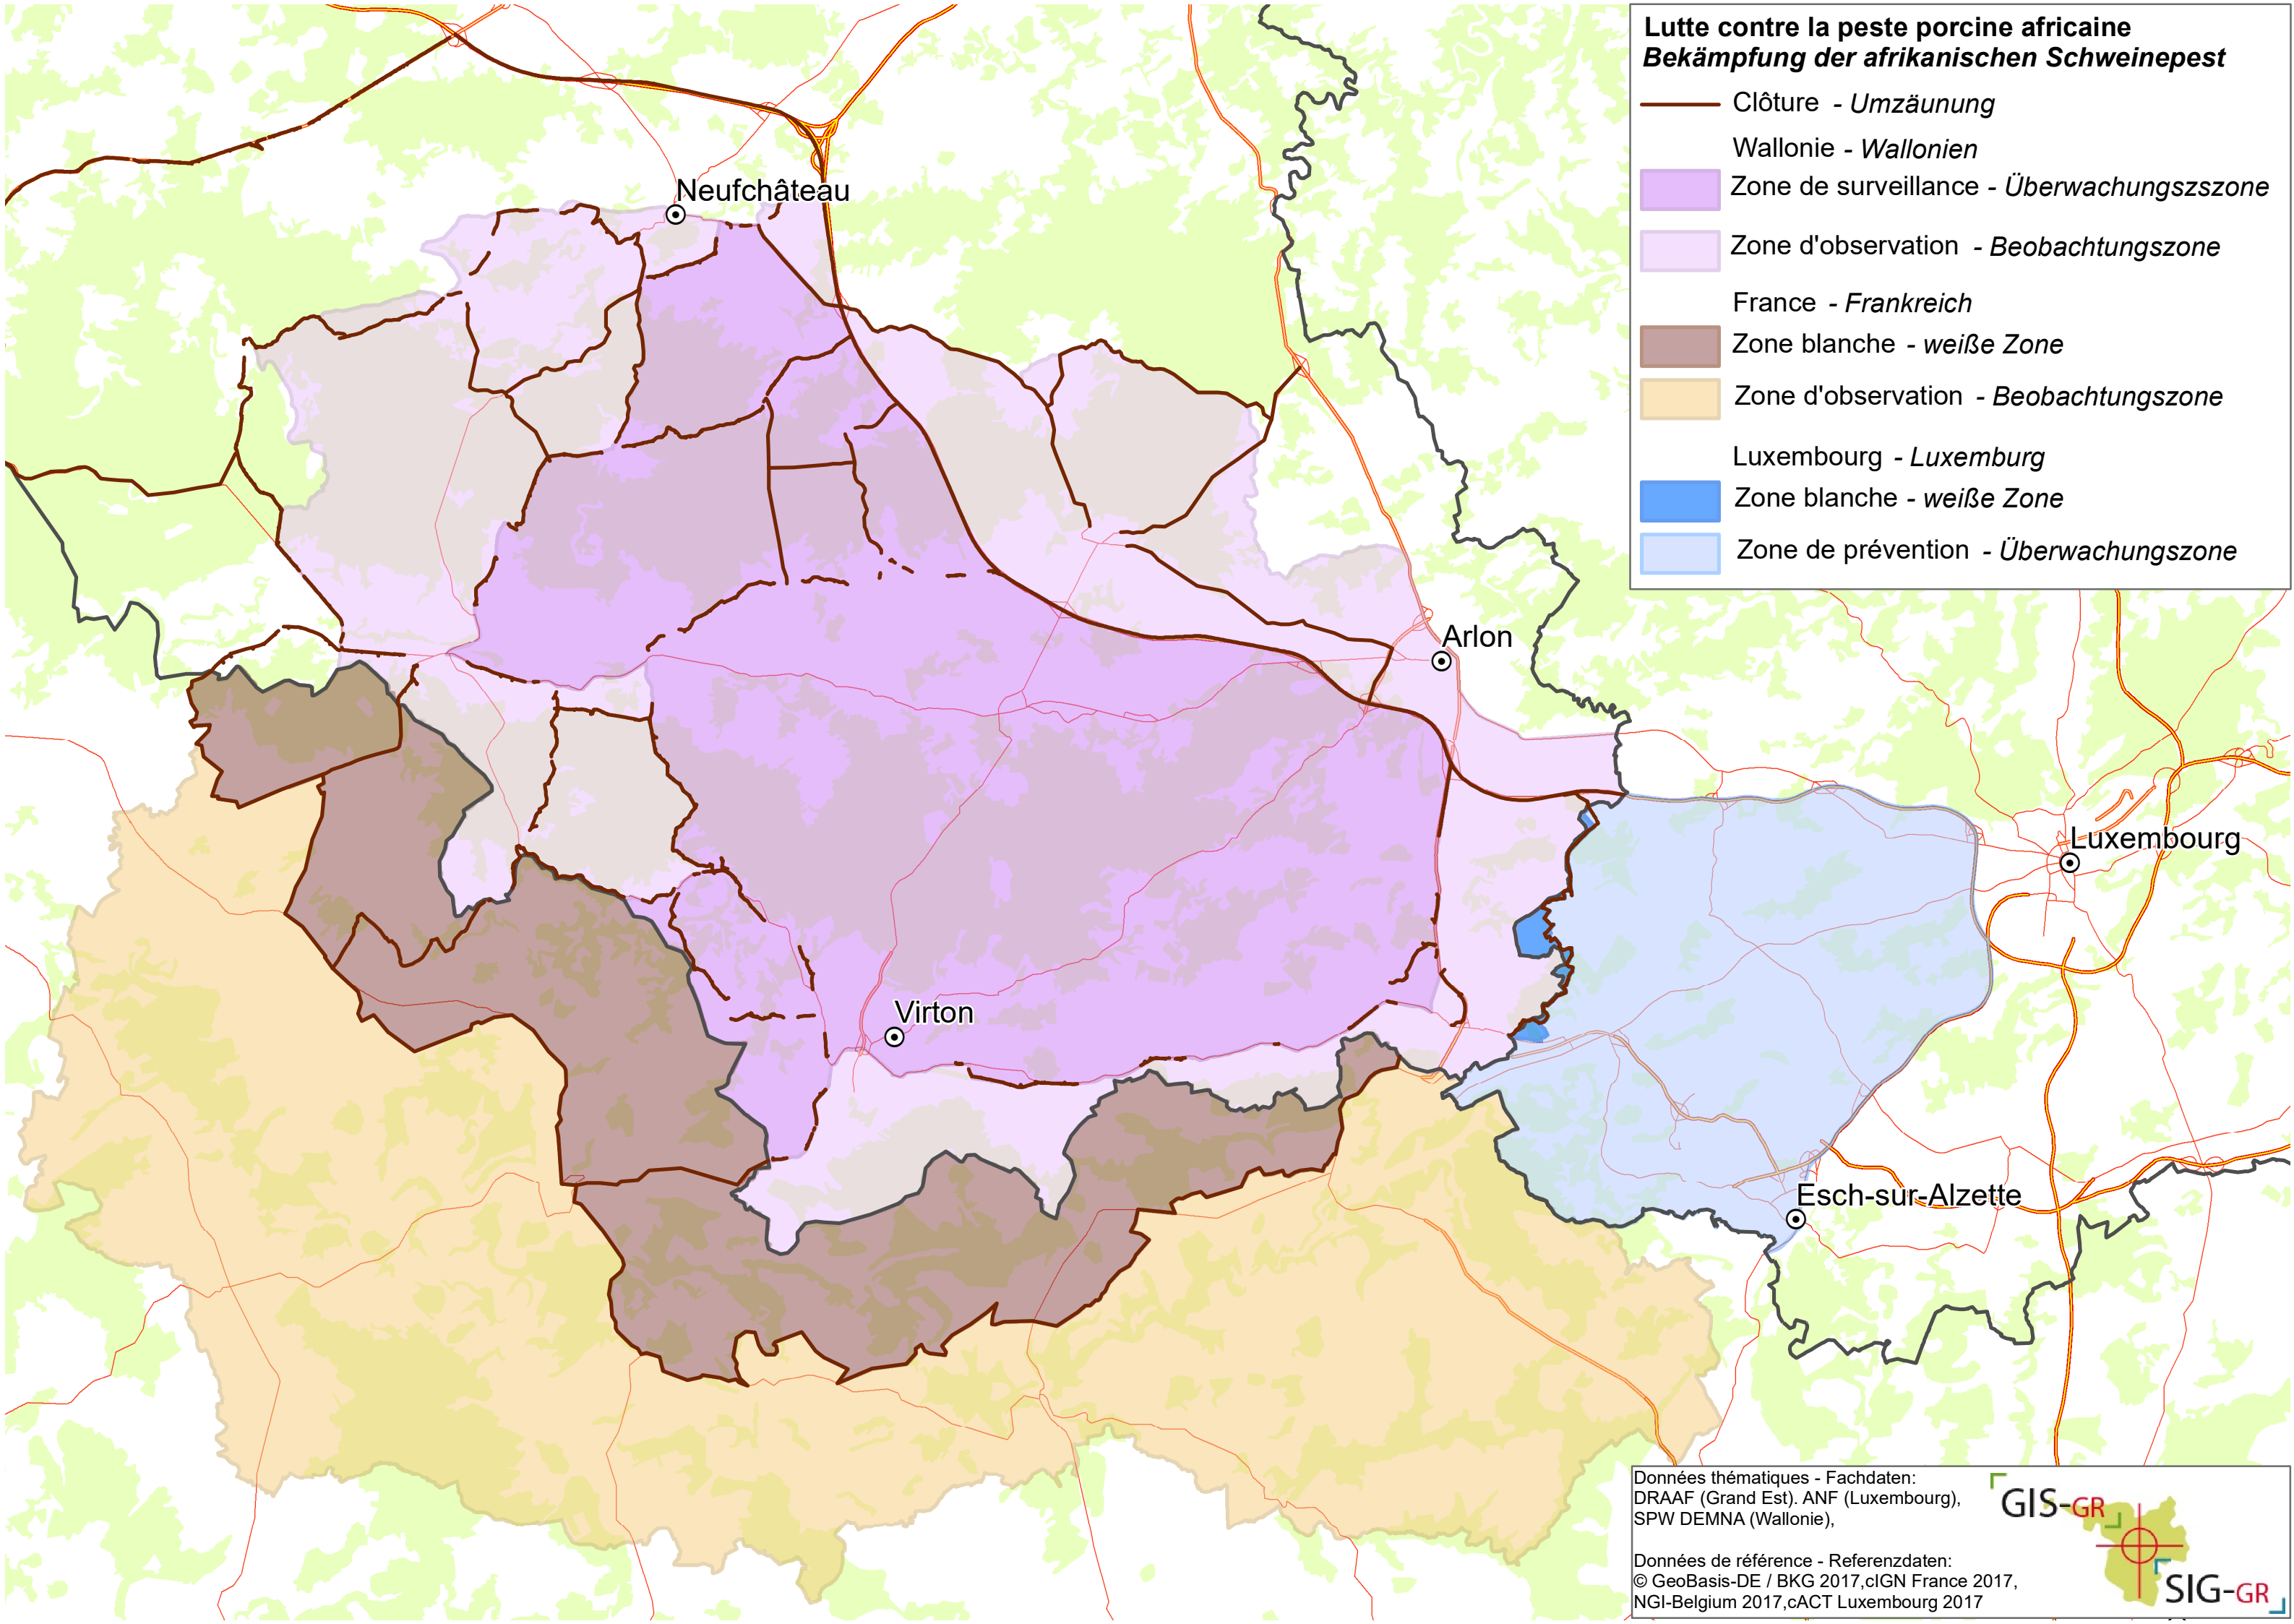 Lutte contre la peste porcine africaine
Bekämpfung der afrikanischen Schweinepest
Clôture - Umzäunung
Wallonie - Wallonien
Zone de surveillance - Überwachungszszone
Zone d'observation - Beobachtungszone
France - Frankreich
Zone blanche - weiße Zone
Zone d'observation - Beobachtungszone
Luxembourg - Luxemburg
Zone blanche - weiße Zone
Zone de prévention - Überwachungszone
Neufchâteau
Arlon
Luxembourg
Virton
Esch-sur-Alzette
Données thématiques - Fachdaten:
DRAAF (Grand Est). ANF (Luxembourg),
SPW DEMNA (Wallonie),
Données de référence - Referenzdaten:
© GeoBasis-DE / BKG 2017,cIGN France 2017,
NGI-Belgium 2017,cACT Luxembourg 2017
GIS-GR
SIG-GR